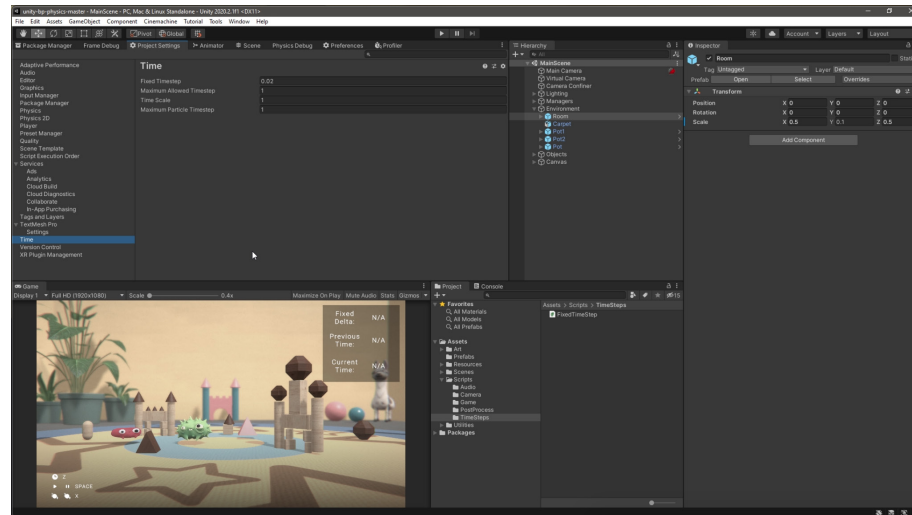 unity-bp-physics-master - MainScene - PC, Mac & Linux Standalone - Unity 2020.2.1f1 <DX11>
File Edit Assets GameObject Component Cinemachine Tutorial Tools Window Help
Pivot Global Account Layers Layout
Package Manager Frame Debug Project Settings Animator Scene Physics Debug Preferences Profiler
Adaptive Performance
Audio
Editor
Graphics
Input Manager
Package Manager
Physics
Physics 2D
Player
Preset Manager
Quality
Scene Template
Script Execution Order
Services
Ads
Analytics
Cloud Build
Cloud Diagnostics
Collaborate
In-App Purchasing
Tags and Layers
TextMesh Pro
Settings
Time
Version Control
XR Plugin Management
Time
Fixed Timestep 0.02
Maximum Allowed Timestep 1
Time Scale 1
Maximum Particle Timestep 1
Hierarchy
All
MainScene
Main Camera
Virtual Camera
Camera Confiner
Lighting
Managers
Environment
Room
Carpet
Pot1
Pot2
Pot
Objects
Canvas
Inspector
Room Stati
Tag Untagged Layer Default
Prefab Open Select Overrides
Transform
Position X 0 Y 0 Z 0
Rotation X 0 Y 0 Z 0
Scale X 0.5 Y 0.1 Z 0.5
Add Component
Game
Display 1 Full HD (1920x1080) Scale 0.4x Maximize On Play Mute Audio Stats Gizmos
Fixed Delta: N/A
Previous Time: N/A
Current Time: N/A
Z
SPACE
X
Project Console
15
Favorites
All Materials
All Models
All Prefabs
Assets
Art
Prefabs
Resources
Scenes
Scripts
Audio
Camera
Game
PostProcess
TimeSteps
Utilities
Packages
Assets > Scripts > TimeSteps
FixedTimeStep